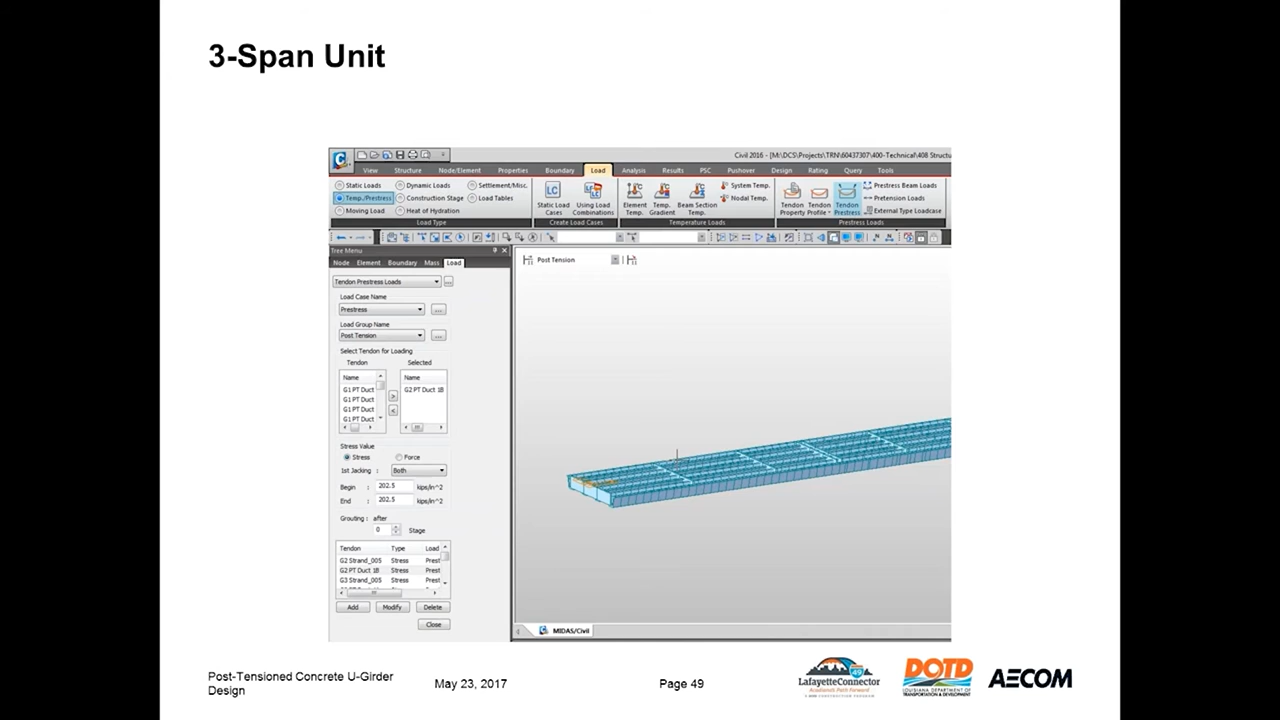 3-Span Unit
Civil 2016 - [M:\DCS\Projects\TRN\60437307\400-Technical\408 Structu
View Structure Node/Element Properties Boundary Load Analysis Results PSC Pushover Design Rating Query Tools
Static Loads Dynamic Loads Settlement/Misc.
Temp./Prestress Construction Stage Load Tables
Moving Load Heat of Hydration
Load Type
Static Load Cases
Using Load Combinations
Create Load Cases
Element Temp.
Temp. Gradient
Beam Section Temp.
System Temp.
Nodal Temp.
Temperature Loads
Tendon Property
Tendon Profile
Tendon Prestress
Prestress Beam Loads
Pretension Loads
External Type Loadcase
Prestress Loads
Tree Menu
Node Element Boundary Mass Load
Post Tension
Tendon Prestress Loads
Load Case Name
Prestress
Load Group Name
Post Tension
Select Tendon for Loading
Tendon Selected
Name Name
G1 PT Duct G2 PT Duct 1B
G1 PT Duct
G1 PT Duct
G1 PT Duct
Stress Value
Stress Force
1st Jacking : Both
Begin : 202.5 kips/in^2
End : 202.5 kips/in^2
Grouting : after
0 Stage
Tendon Type Load
G2 Strand_005 Stress Prest
G2 PT Duct 1B Stress Prest
G3 Strand_005 Stress Prest
Add Modify Delete
Close
MIDAS/Civil
Post-Tensioned Concrete U-Girder
Design
May 23, 2017
Page 49
49
LafayetteConnector
Acadiana's Path Forward
DOTD
LOUISIANA DEPARTMENT OF
TRANSPORTATION & DEVELOPMENT
AECOM